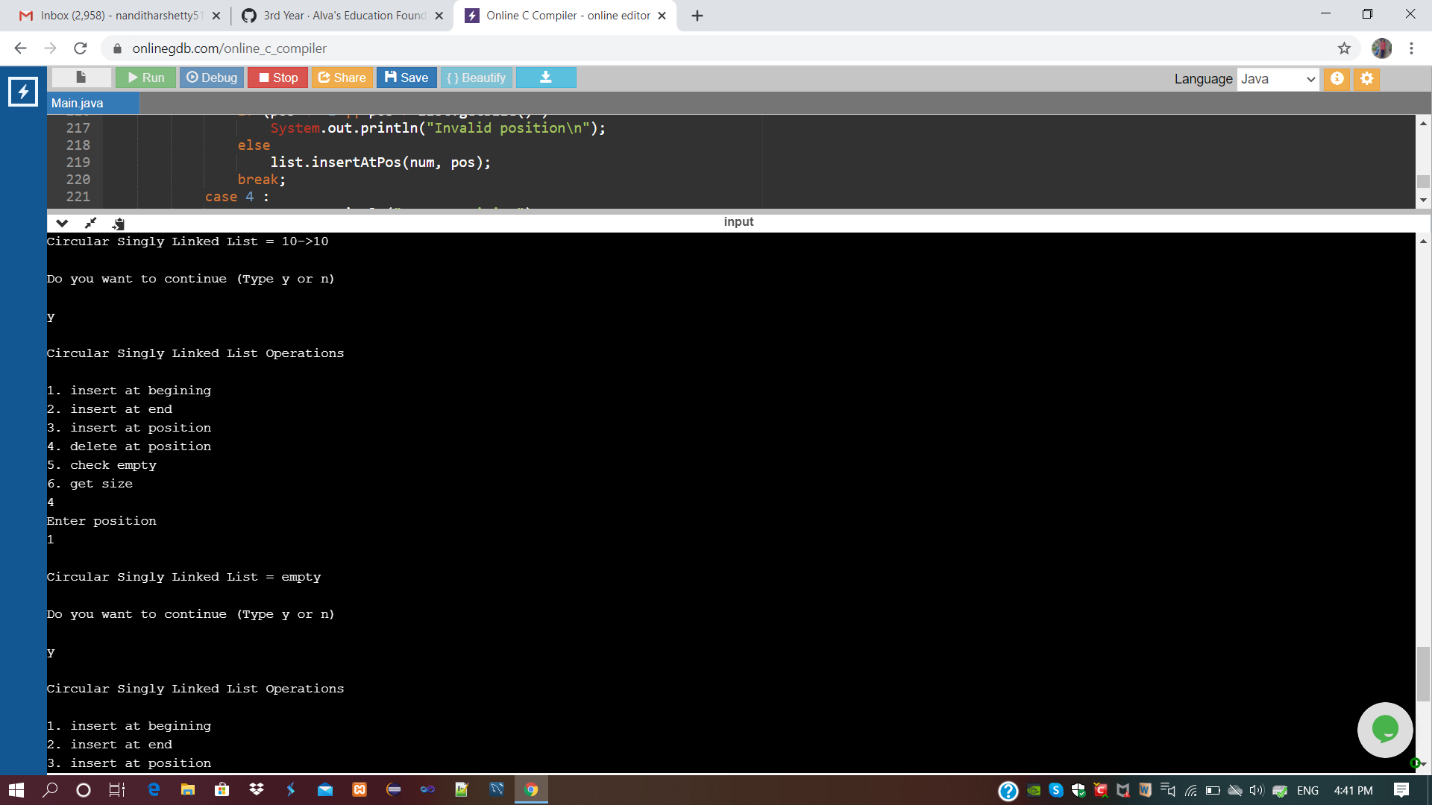 Inbox (2,958) - nanditharshetty51
3rd Year · Alva's Education Found
Online C Compiler - online editor
onlinegdb.com/online_c_compiler
Run
Debug
Stop
Share
Save
{ } Beautify
Language Java
Main.java
217 System.out.println("Invalid position\n");
218 else
219 list.insertAtPos(num, pos);
220 break;
221 case 4 :
input
Circular Singly Linked List = 10->10
Do you want to continue (Type y or n)
y
Circular Singly Linked List Operations
1. insert at begining
2. insert at end
3. insert at position
4. delete at position
5. check empty
6. get size
4
Enter position
1
Circular Singly Linked List = empty
Do you want to continue (Type y or n)
y
Circular Singly Linked List Operations
1. insert at begining
2. insert at end
3. insert at position
ENG 4:41 PM